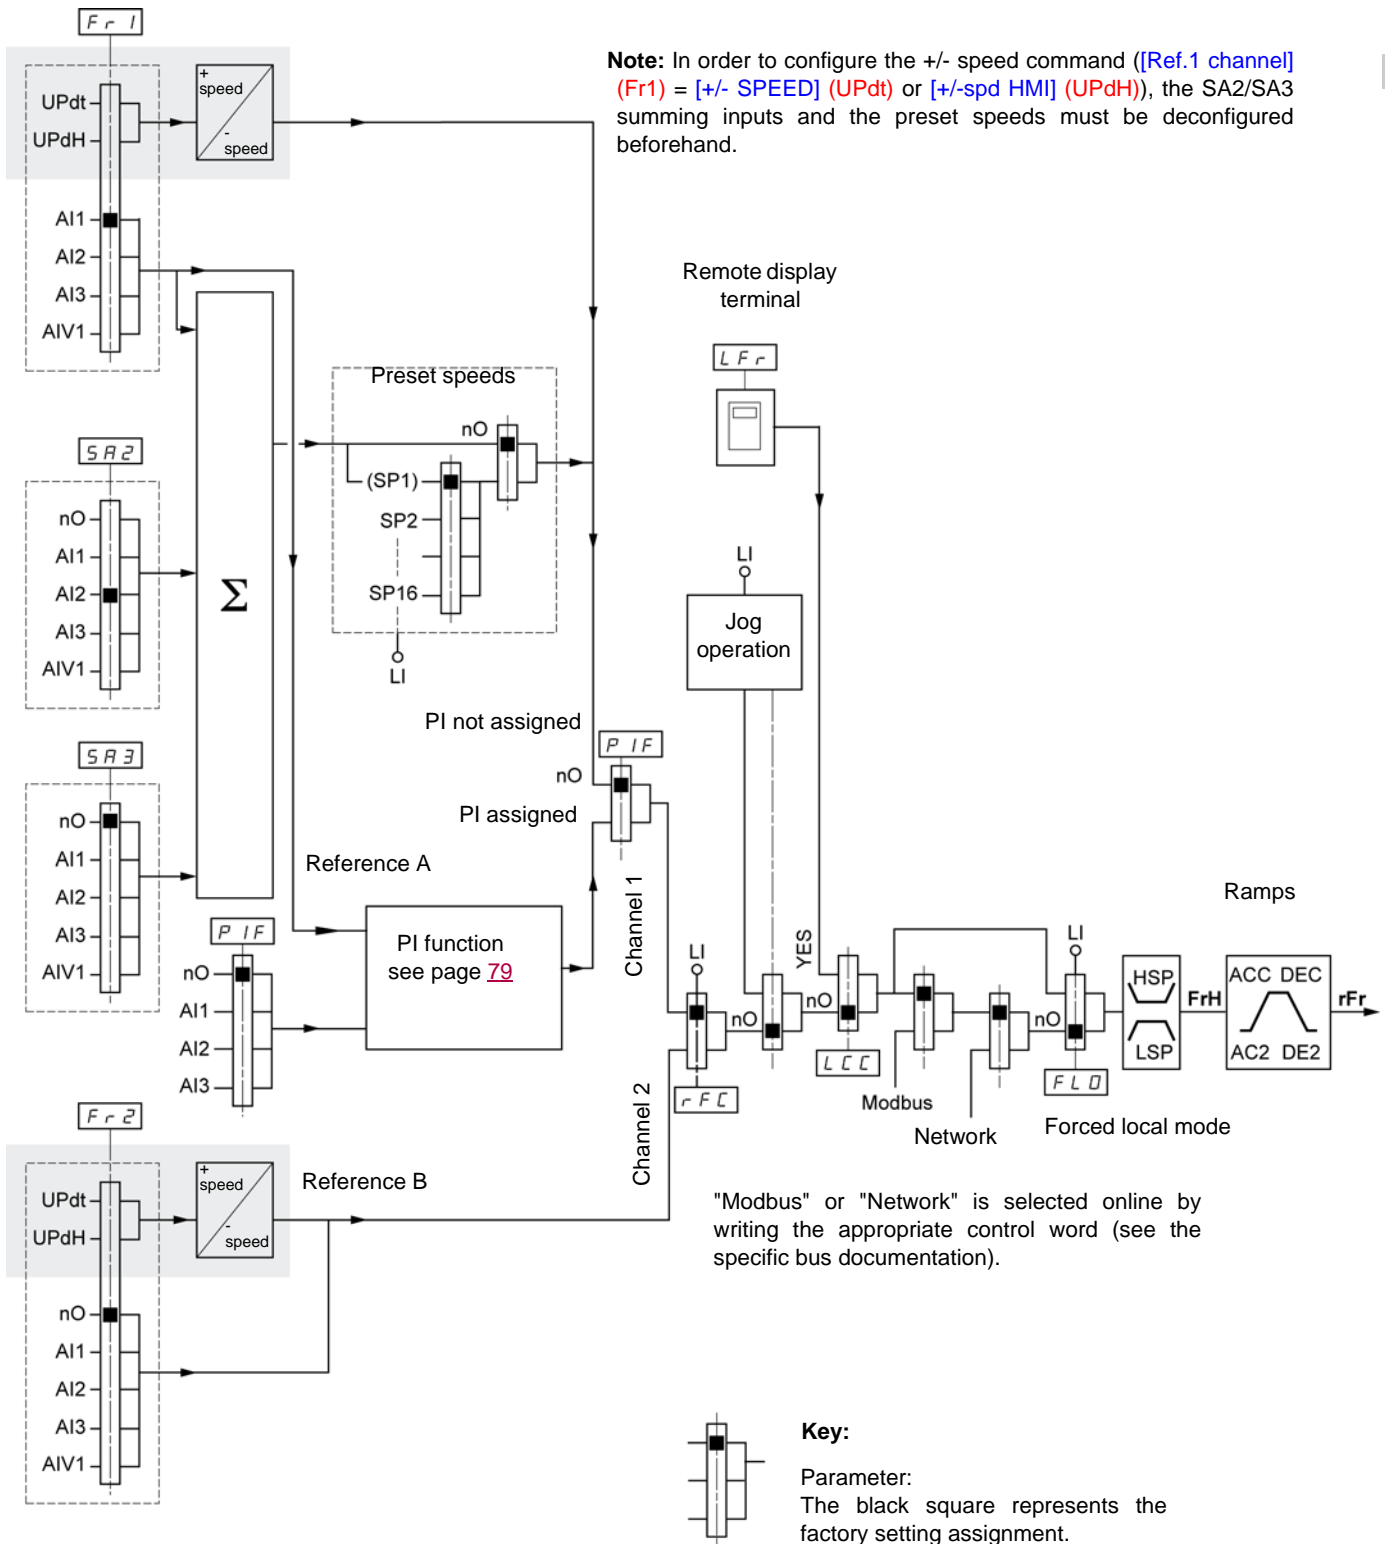 Fr1
UPdt
UPdH
AI1
AI2
AI3
AIV1
+
speed
-
speed
Note: In order to configure the +/- speed command ([Ref.1 channel]
(Fr1) = [+/- SPEED] (UPdt) or [+/-spd HMI] (UPdH)), the SA2/SA3
summing inputs and the preset speeds must be deconfigured
beforehand.
Remote display
terminal
LFr
Preset speeds
nO
(SP1)
SP2
SP16
LI
SA2
nO
AI1
AI2
AI3
AIV1
Σ
LI
Jog
operation
PI not assigned
PIF
nO
PI assigned
SA3
nO
AI1
AI2
AI3
AIV1
Reference A
PIF
nO
AI1
AI2
AI3
PI function
see page 79
Channel 1
LI
rFC
nO
YES
nO
LCC
Modbus
Network
nO
LI
FLO
Forced local mode
Ramps
HSP
LSP
FrH
ACC DEC
AC2 DE2
rFr
Channel 2
Fr2
UPdt
UPdH
nO
AI1
AI2
AI3
AIV1
+
speed
-
speed
Reference B
"Modbus" or "Network" is selected online by
writing the appropriate control word (see the
specific bus documentation).
Key:
Parameter:
The black square represents the
factory setting assignment.